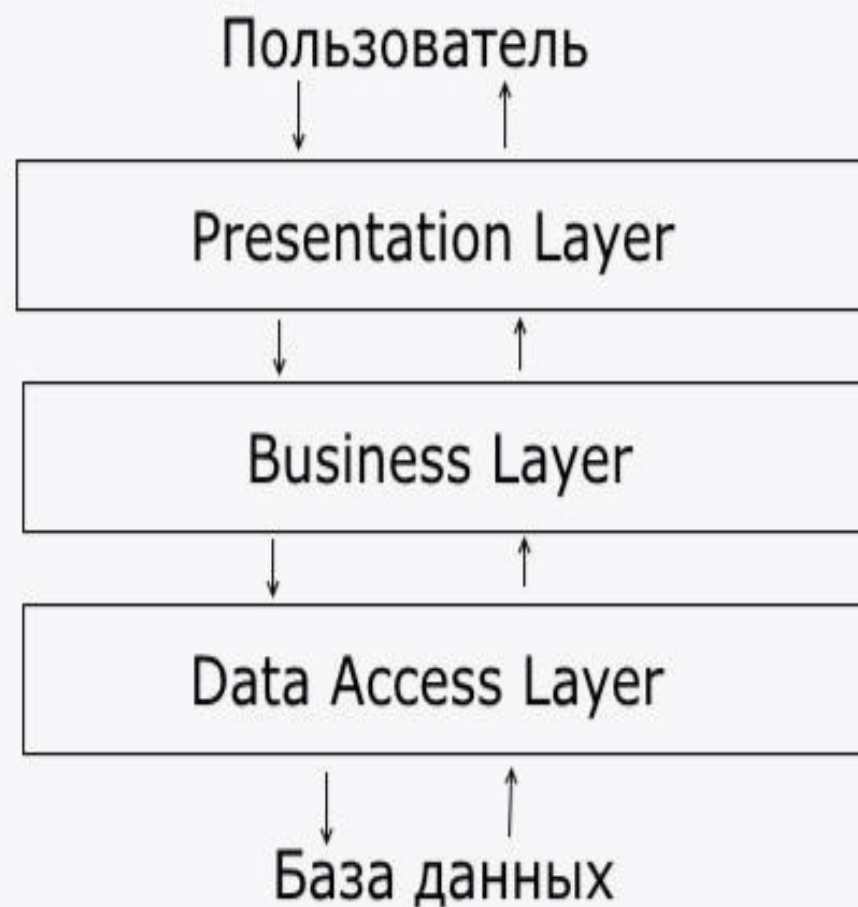 Пользователь
Presentation Layer
Business Layer
Data Access Layer
База данных